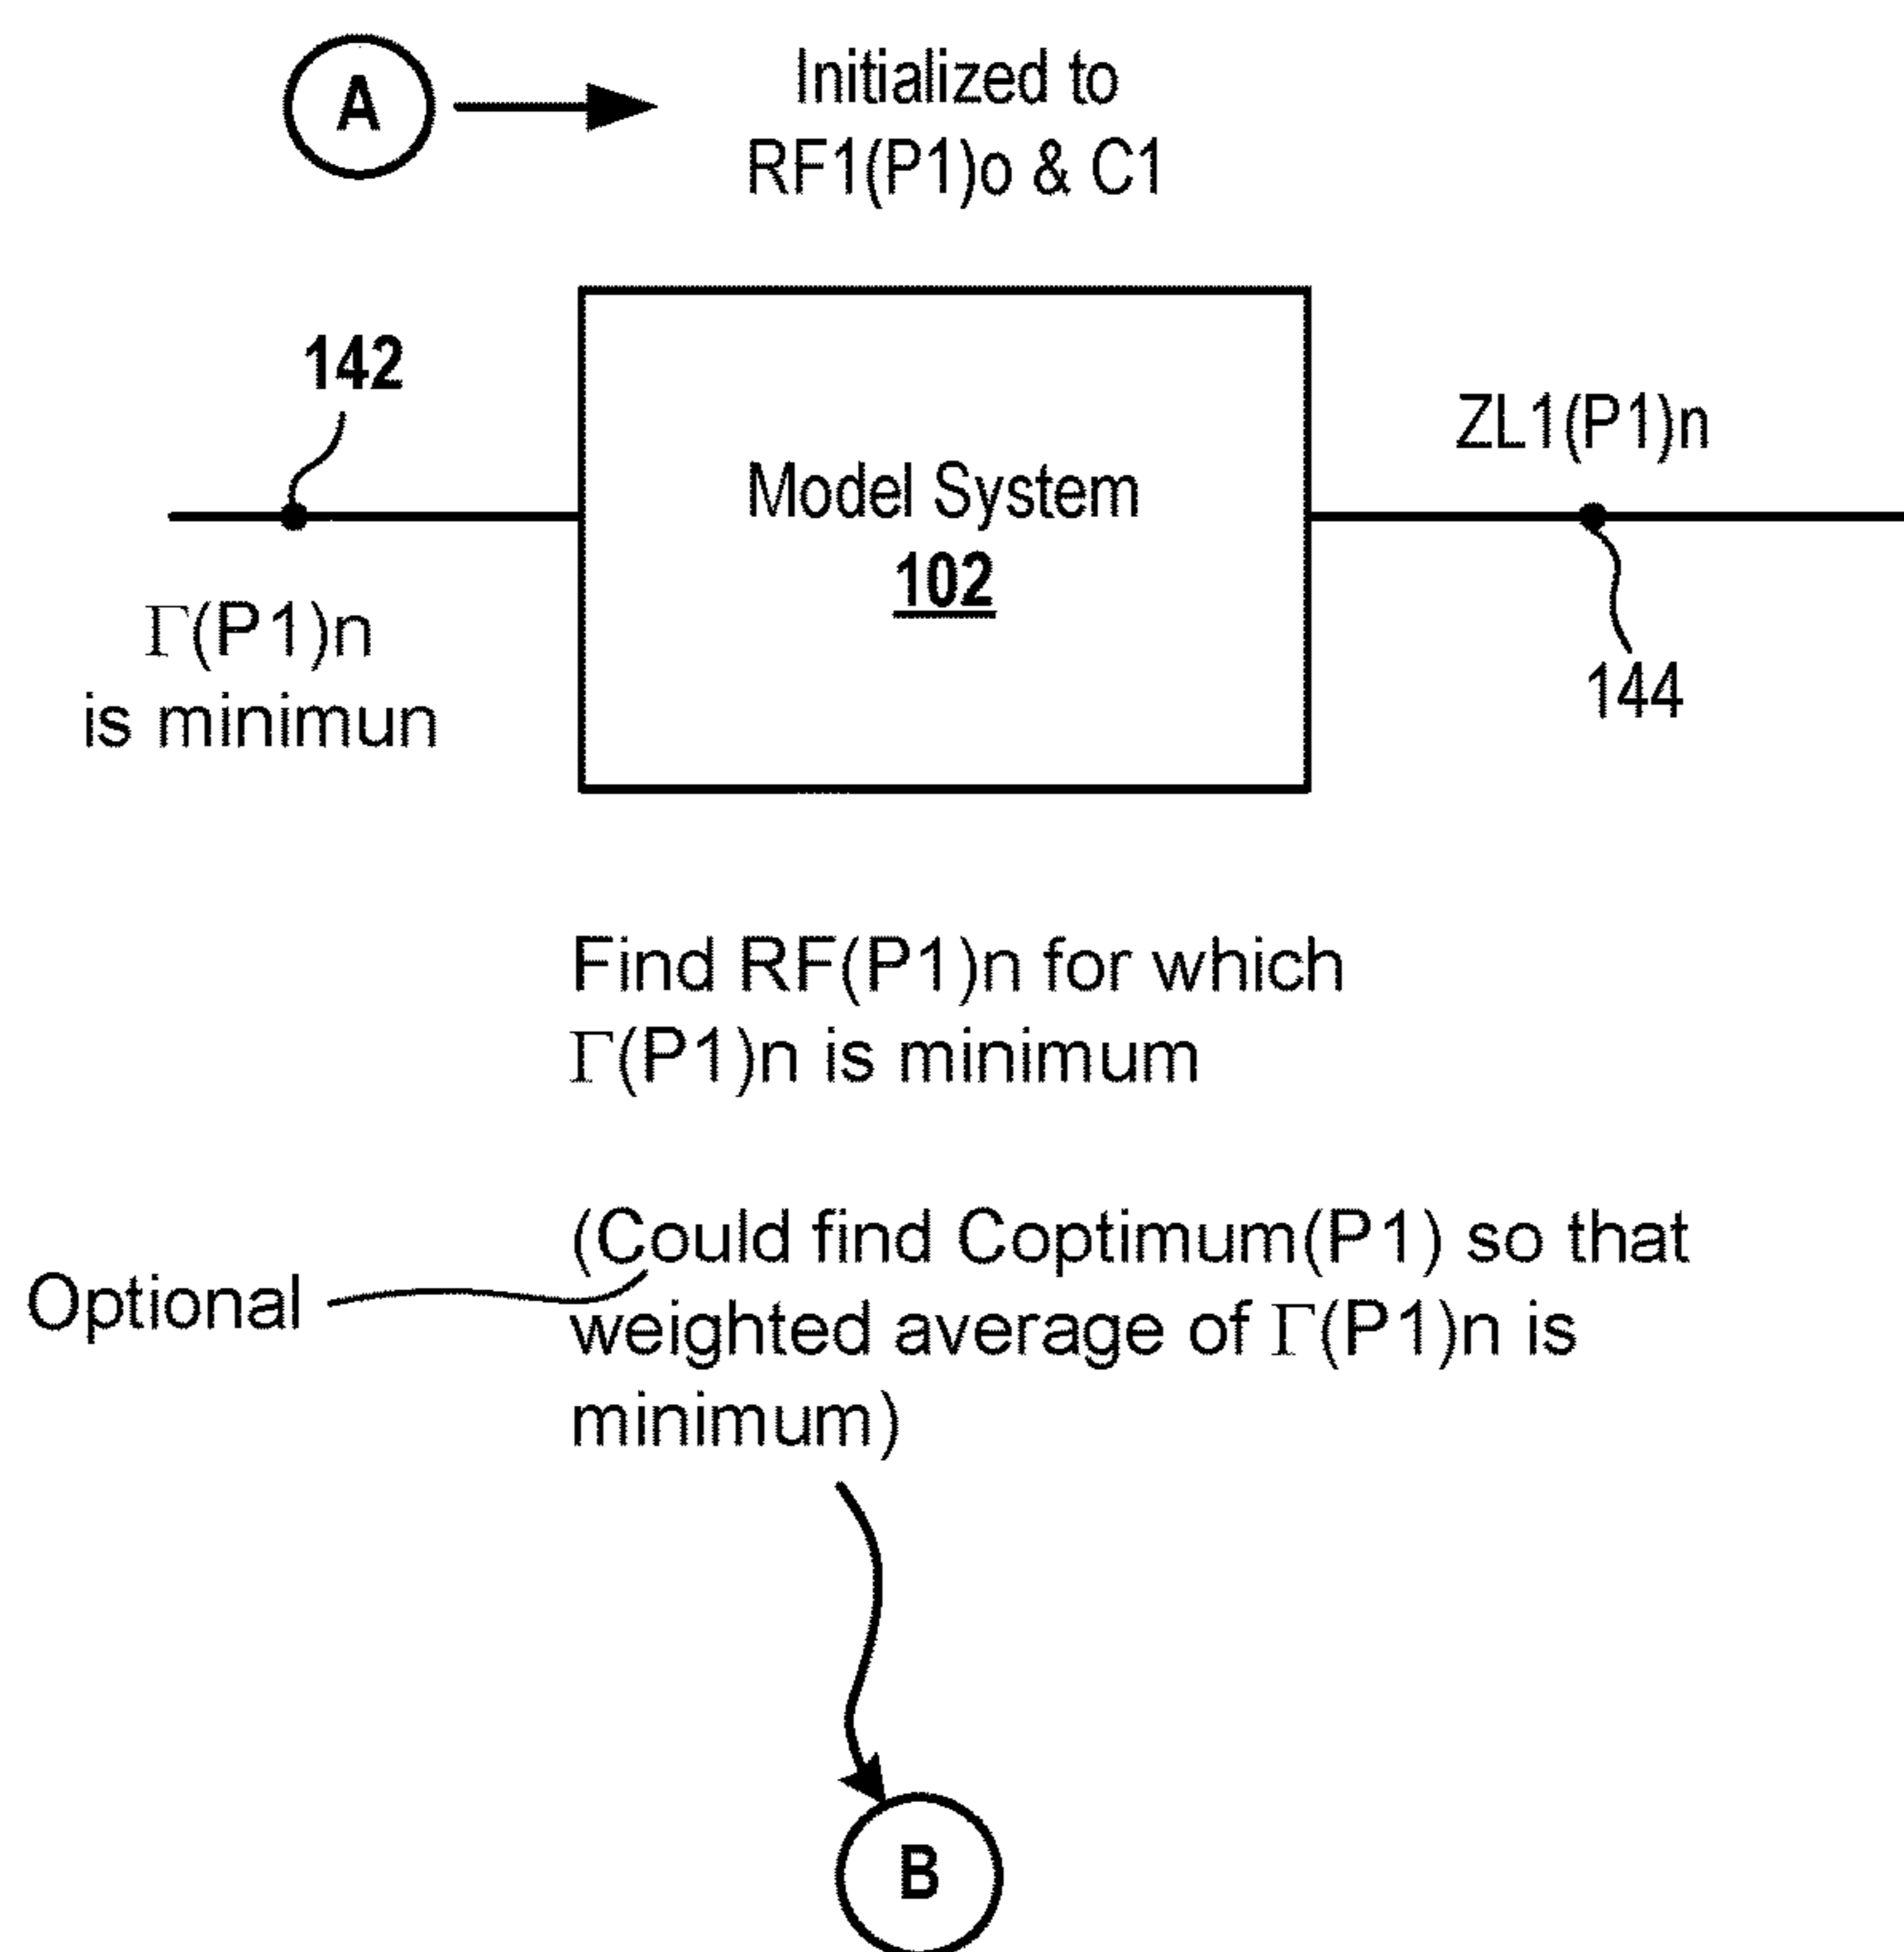 A
Initialized to
RF1(P1)o & C1
142
Model System
102
ZL1(P1)n
144
Γ(P1)n
is minimun
Find RF(P1)n for which
Γ(P1)n is minimum
Optional
(Could find Coptimum(P1) so that
weighted average of Γ(P1)n is
minimum)
B